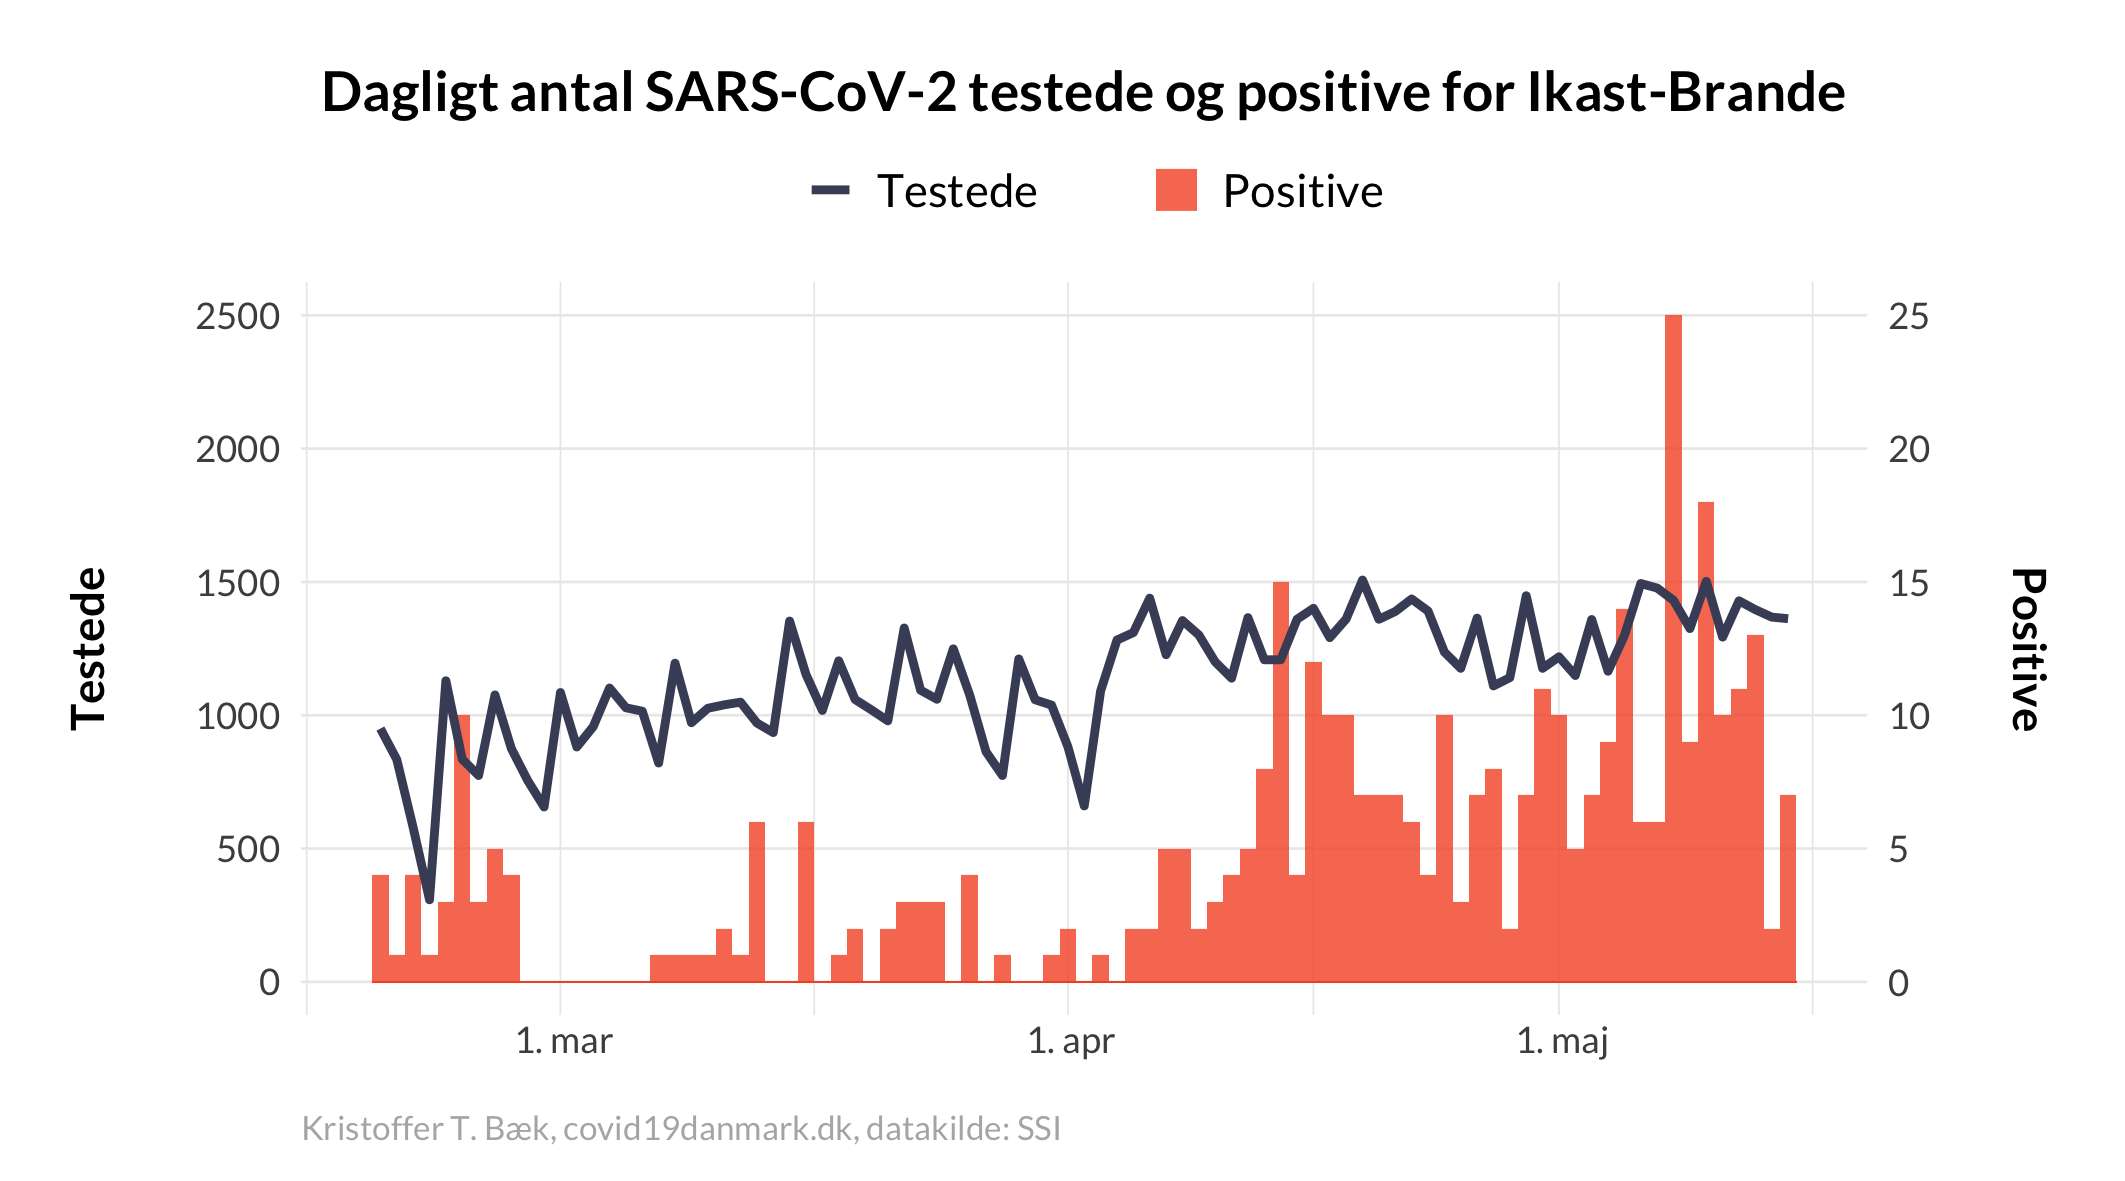 Dagligt antal SARS-CoV-2 testede og positive for Ikast-Brande
Testede
Positive
2500
2000
1500
1000
500
0
25
20
15
10
5
0
Testede
Positive
1. mar
1. apr
1. maj
Kristoffer T. Bæk, covid19danmark.dk, datakilde: SSI